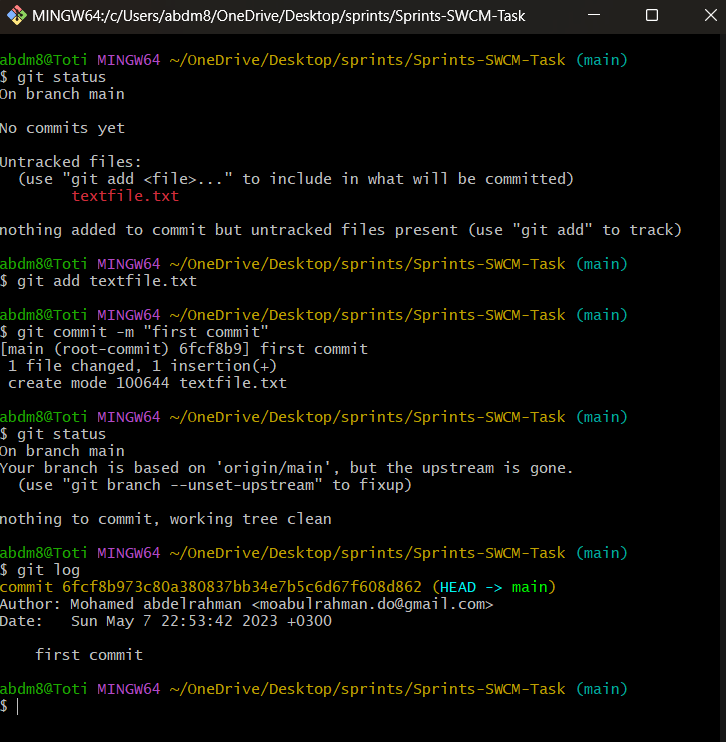 MINGW64:/c/Users/abdm8/OneDrive/Desktop/sprints/Sprints-SWCM-Task
abdm8@Toti MINGW64 ~/OneDrive/Desktop/sprints/Sprints-SWCM-Task (main)
$ git status
On branch main
No commits yet
Untracked files:
(use "git add <file>..." to include in what will be committed)
textfile.txt
nothing added to commit but untracked files present (use "git add" to track)
abdm8@Toti MINGW64 ~/OneDrive/Desktop/sprints/Sprints-SWCM-Task (main)
$ git add textfile.txt
abdm8@Toti MINGW64 ~/OneDrive/Desktop/sprints/Sprints-SWCM-Task (main)
$ git commit -m "first commit"
[main (root-commit) 6fcf8b9] first commit
1 file changed, 1 insertion(+)
create mode 100644 textfile.txt
abdm8@Toti MINGW64 ~/OneDrive/Desktop/sprints/Sprints-SWCM-Task (main)
$ git status
On branch main
Your branch is based on 'origin/main', but the upstream is gone.
(use "git branch --unset-upstream" to fixup)
nothing to commit, working tree clean
abdm8@Toti MINGW64 ~/OneDrive/Desktop/sprints/Sprints-SWCM-Task (main)
$ git log
commit 6fcf8b973c80a380837bb34e7b5c6d67f608d862 (HEAD -> main)
Author: Mohamed abdelrahman <moabulrahman.do@gmail.com>
Date:   Sun May 7 22:53:42 2023 +0300
first commit
abdm8@Toti MINGW64 ~/OneDrive/Desktop/sprints/Sprints-SWCM-Task (main)
$